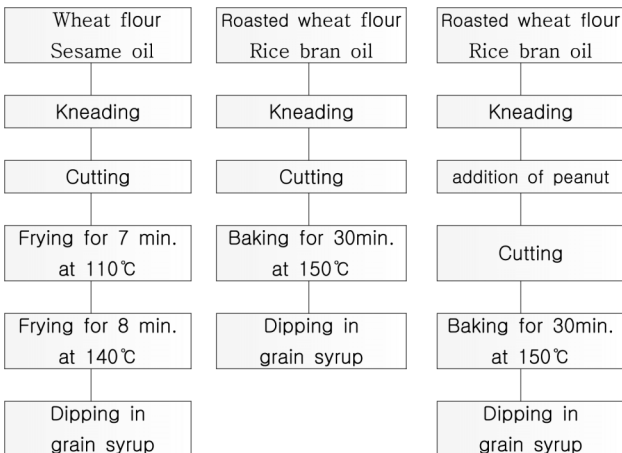 Wheat flour
Sesame oil
Kneading
Cutting
Frying for 7 min.
at 110℃
Frying for 8 min.
at 140℃
Dipping in
grain syrup
Roasted wheat flour
Rice bran oil
Kneading
Cutting
Baking for 30min.
at 150℃
Dipping in
grain syrup
Roasted wheat flour
Rice bran oil
Kneading
addition of peanut
Cutting
Baking for 30min.
at 150℃
Dipping in
grain syrup